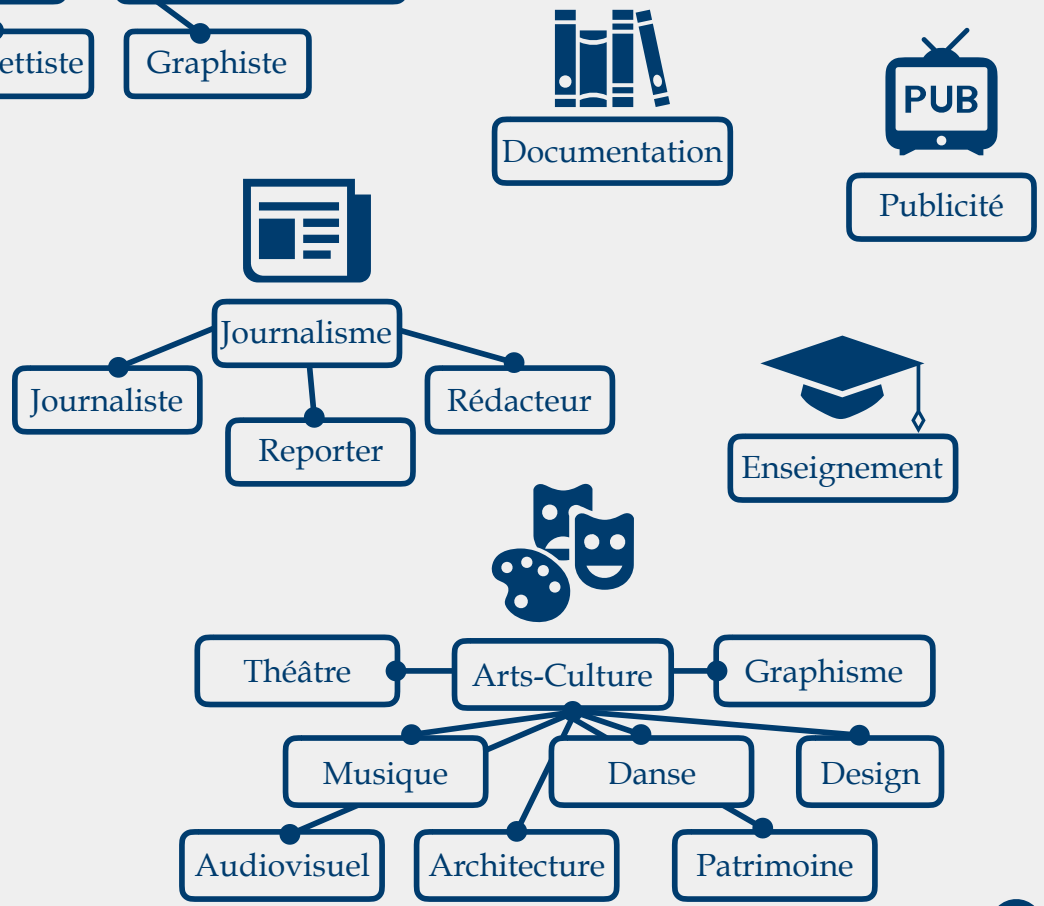 ettiste
Graphiste
Documentation
PUB
Publicité
Journalisme
Journaliste
Reporter
Rédacteur
Enseignement
Théâtre
Arts-Culture
Graphisme
Musique
Danse
Design
Audiovisuel
Architecture
Patrimoine